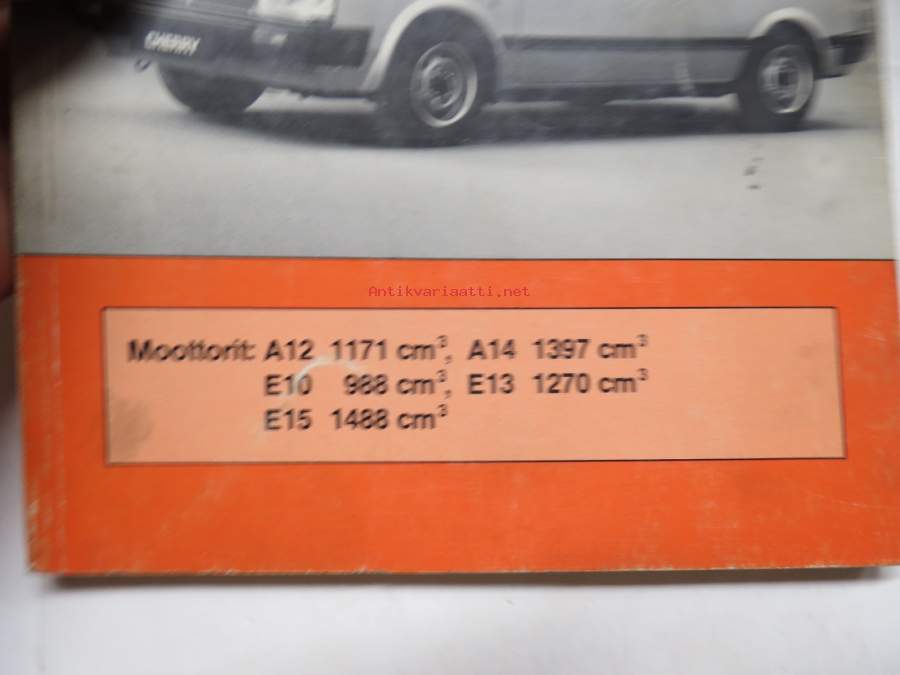 CHERRY
Antikvariaatti.net
Moottorit: A12 1171 cm³, A14 1397 cm³
E10 988 cm³, E13 1270 cm³
E15 1488 cm³